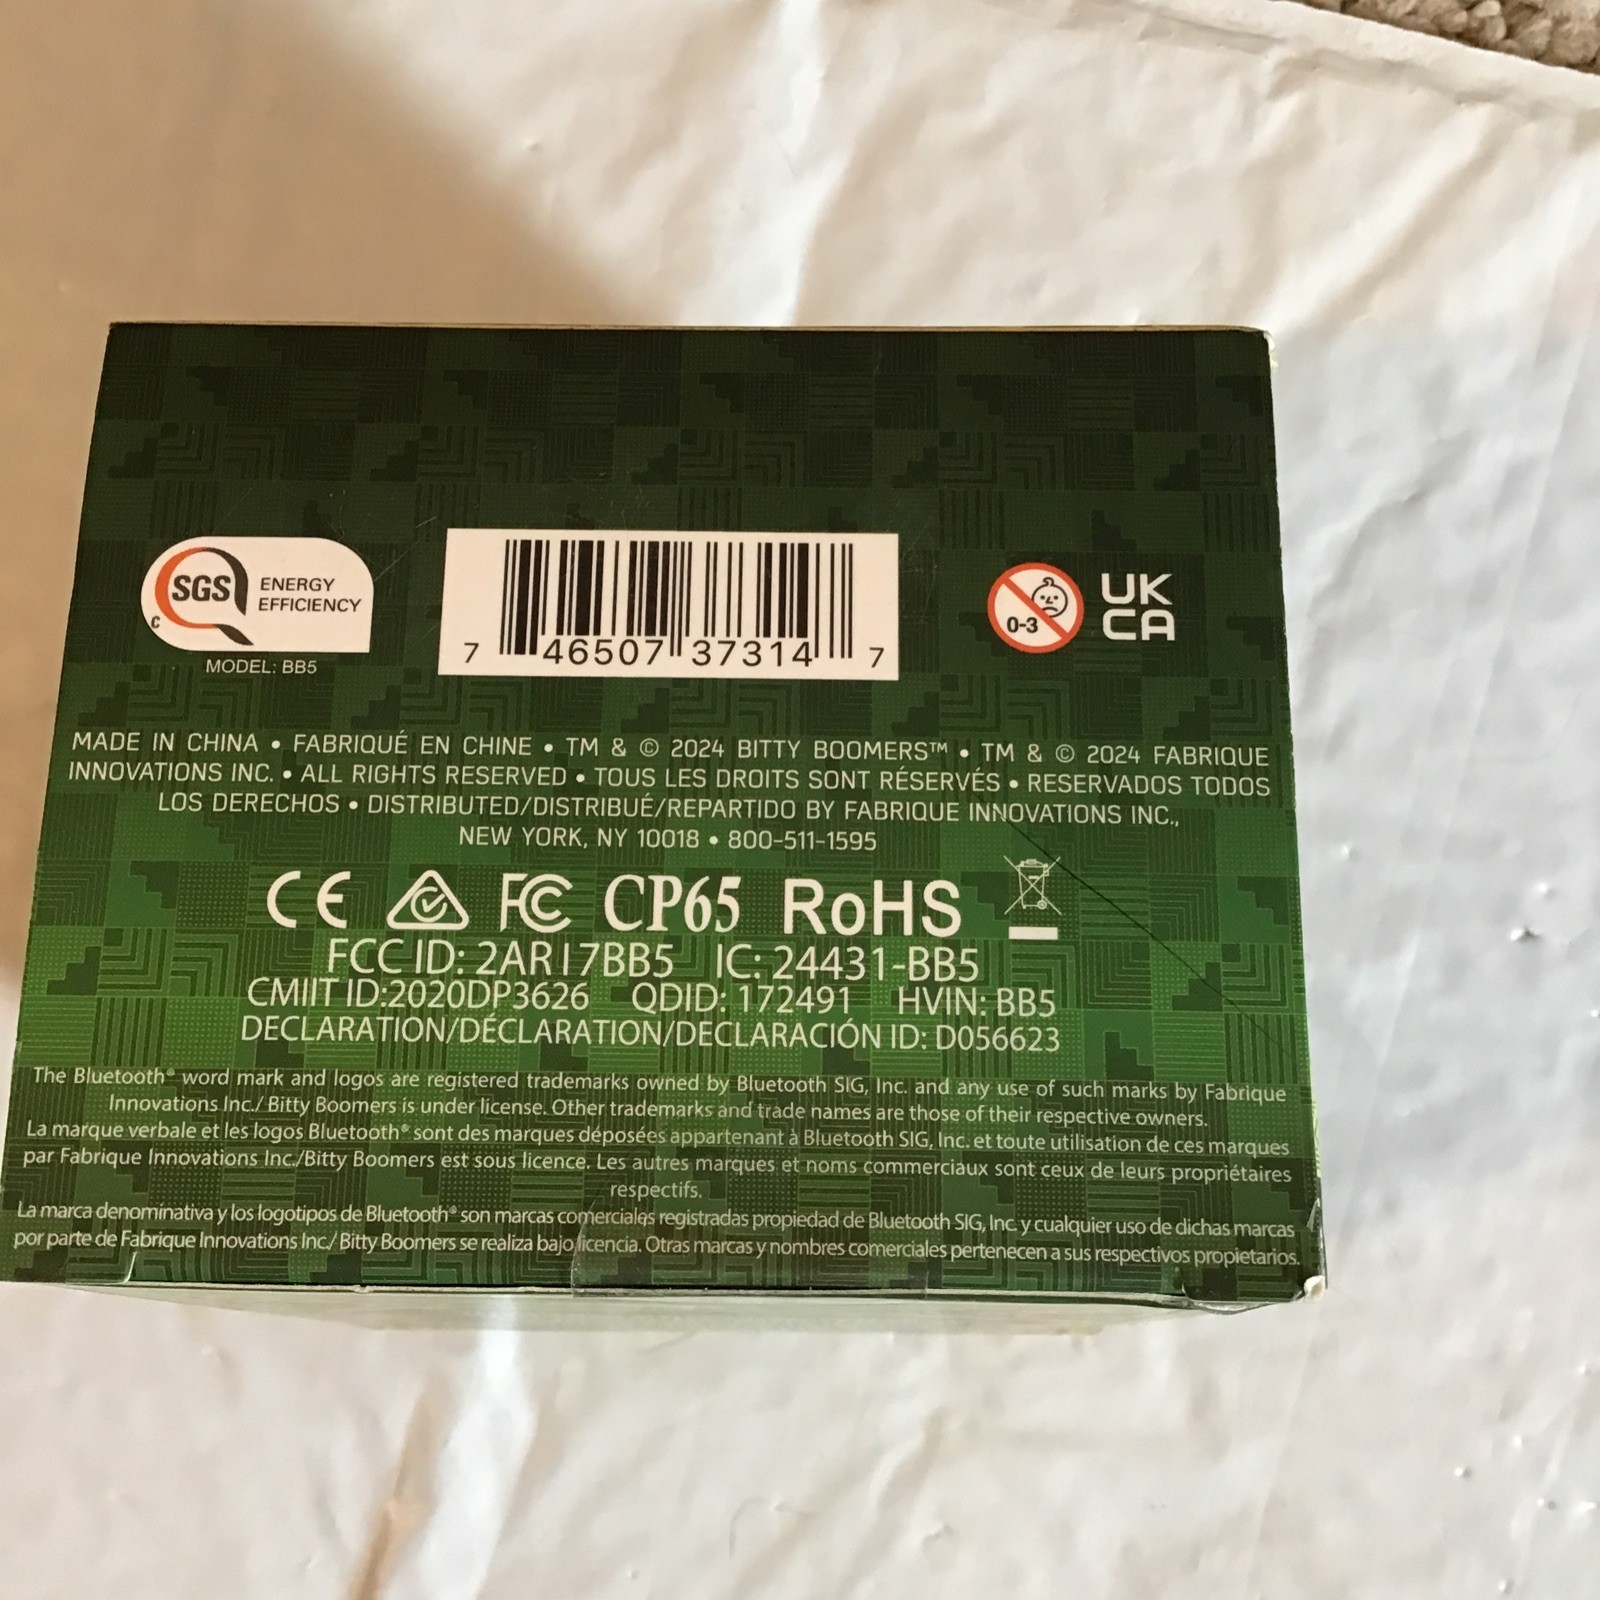 SGS
ENERGY
EFFICIENCY
C
MODEL: BB5
7 46507 37314 7
0-3
UK
CA
MADE IN CHINA • FABRIQUÉ EN CHINE • TM & © 2024 BITTY BOOMERS™ • TM & © 2024 FABRIQUE
INNOVATIONS INC. • ALL RIGHTS RESERVED • TOUS LES DROITS SONT RÉSERVÉS • RESERVADOS TODOS
LOS DERECHOS • DISTRIBUTED/DISTRIBUÉ/REPARTIDO BY FABRIQUE INNOVATIONS INC.,
NEW YORK, NY 10018 • 800-511-1595
CE FC CP65 RoHS
FCC ID: 2AR17BB5 IC: 24431-BB5
CMIIT ID:2020DP3626 QDID: 172491 HVIN: BB5
DECLARATION/DÉCLARATION/DECLARACIÓN ID: D056623
The Bluetooth® word mark and logos are registered trademarks owned by Bluetooth SIG, Inc. and any use of such marks by Fabrique
Innovations Inc./ Bitty Boomers is under license. Other trademarks and trade names are those of their respective owners.
La marque verbale et les logos Bluetooth® sont des marques déposées appartenant à Bluetooth SIG, Inc. et toute utilisation de ces marques
par Fabrique Innovations Inc./Bitty Boomers est sous licence. Les autres marques et noms commerciaux sont ceux de leurs propriétaires
respectifs.
La marca denominativa y los logotipos de Bluetooth® son marcas comerciales registradas propiedad de Bluetooth SIG, Inc. y cualquier uso de dichas marcas
por parte de Fabrique Innovations Inc./ Bitty Boomers se realiza bajo licencia. Otras marcas y nombres comerciales pertenecen a sus respectivos propietarios.